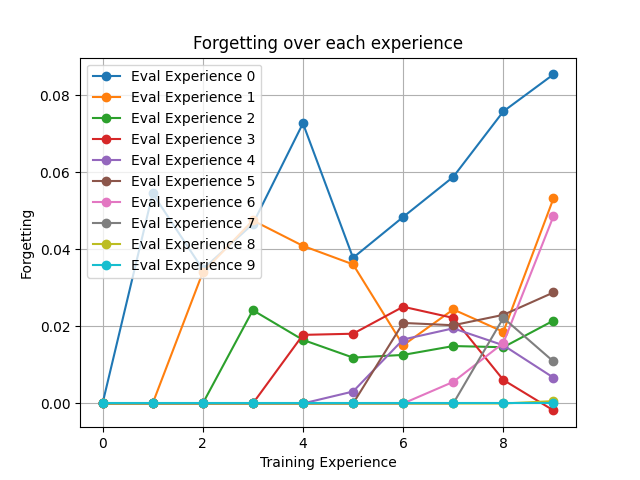 Forgetting over each experience
Eval Experience 0
Eval Experience 1
Eval Experience 2
Eval Experience 3
Eval Experience 4
Eval Experience 5
Eval Experience 6
Eval Experience 7
Eval Experience 8
Eval Experience 9
Forgetting
0.08
0.06
0.04
0.02
0.00
0 2 4 6 8
Training Experience